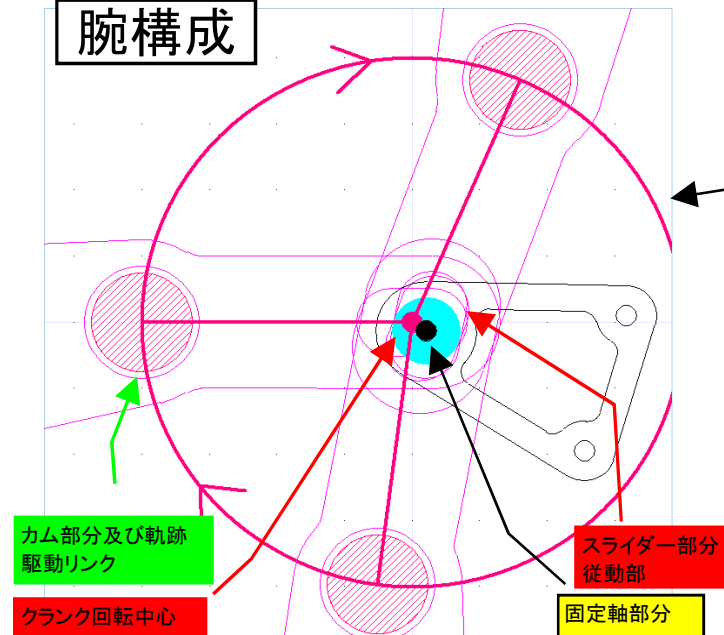 腕構成
カム部分及び軌跡
駆動リンク
クランク回転中心
スライダー部分
従動部
固定軸部分